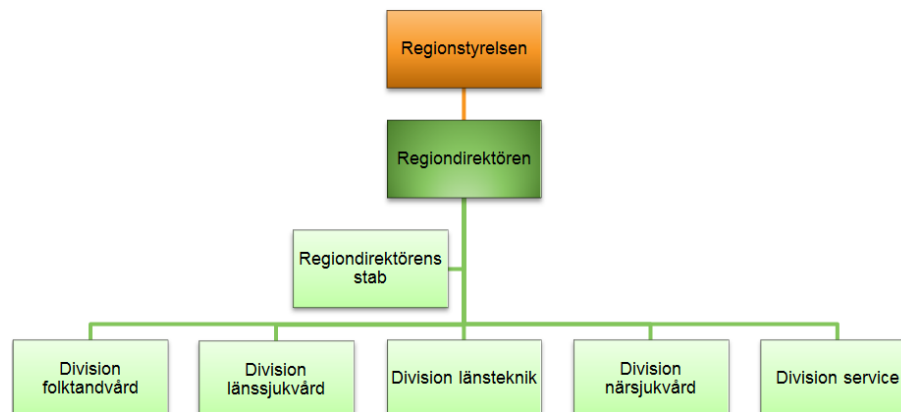 Regionstyrelsen
Regiondirektören
Regiondirektörens
stab
Division
folktandvård
Division
länssjukvård
Division länsteknik
Division
närsjukvård
Division service